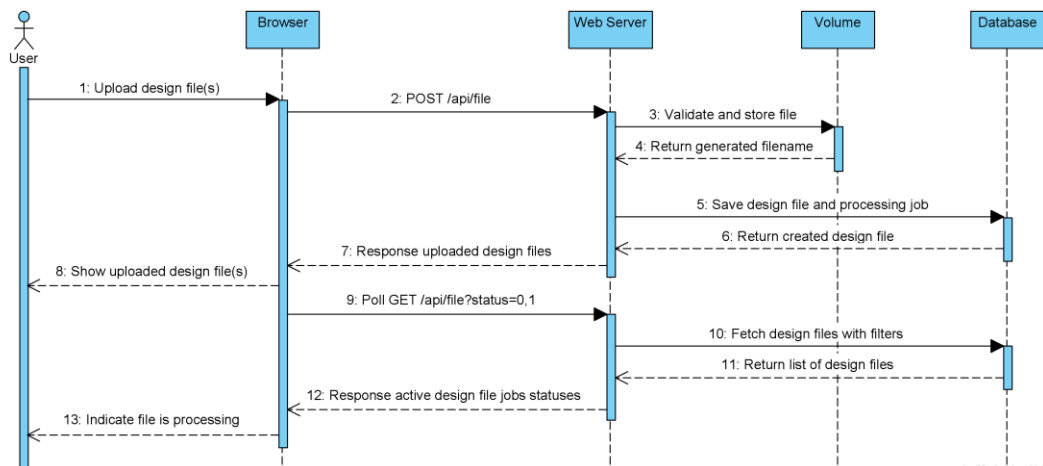 User
Browser
Web Server
Volume
Database
1: Upload design file(s)
2: POST /api/file
3: Validate and store file
4: Return generated filename
5: Save design file and processing job
6: Return created design file
7: Response uploaded design files
8: Show uploaded design file(s)
9: Poll GET /api/file?status=0,1
10: Fetch design files with filters
11: Return list of design files
12: Response active design file jobs statuses
13: Indicate file is processing